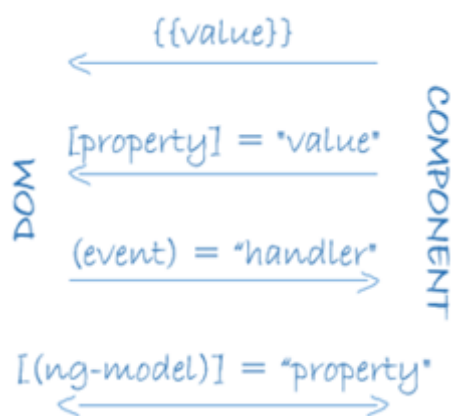 {{value}}
[property] = "value"
DOM
COMPONENT
(event) = "handler"
[(ng-model)] = "property"